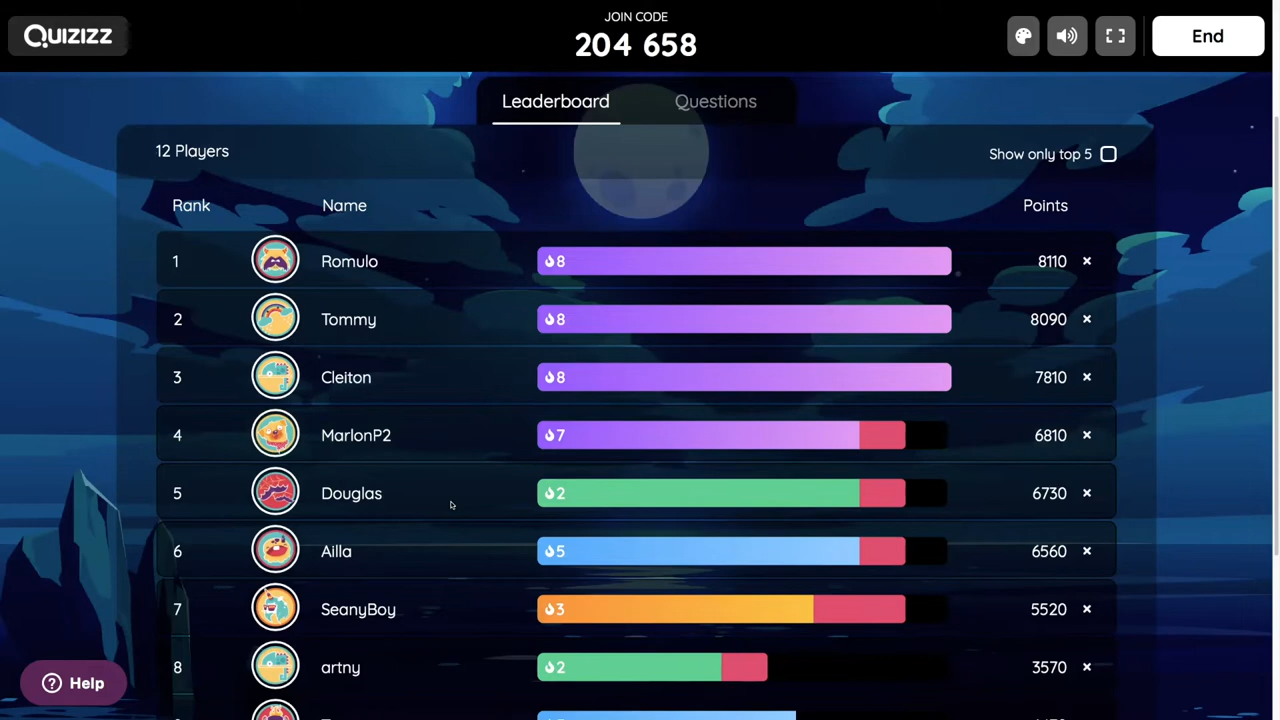 JOIN CODE
Quizizz
204 658
End
Leaderboard
Questions
12 Players
Show only top 5
Rank Name Points
1 Romulo 8 8110 ×
2 Tommy 8 8090 ×
3 Cleiton 8 7810 ×
4 MarlonP2 7 6810 ×
5 Douglas 2 6730 ×
6 Ailla 5 6560 ×
7 SeanyBoy 3 5520 ×
8 artny 2 3570 ×
? Help